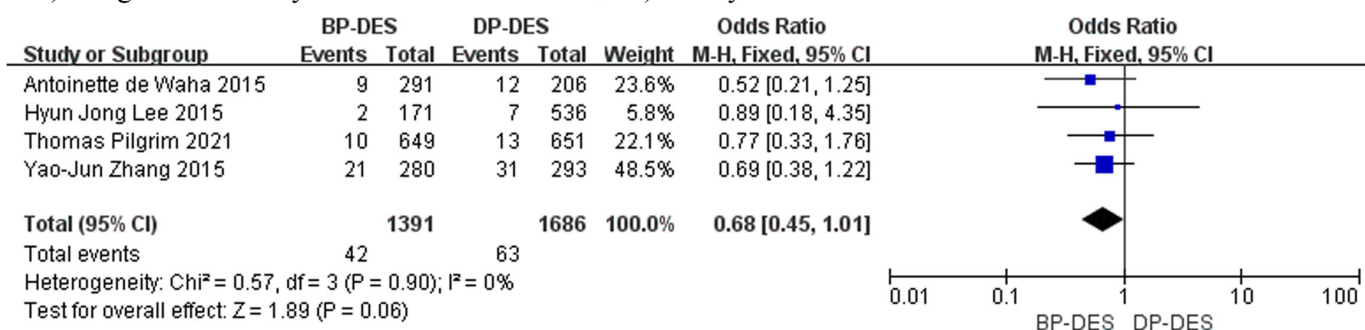 BP-DES DP-DES Odds Ratio Odds Ratio
Study or Subgroup Events Total Events Total Weight M-H, Fixed, 95% CI M-H, Fixed, 95% CI
Antoinette de Waha 2015 9 291 12 206 23.6% 0.52 [0.21, 1.25]
Hyun Jong Lee 2015 2 171 7 536 5.8% 0.89 [0.18, 4.35]
Thomas Pilgrim 2021 10 649 13 651 22.1% 0.77 [0.33, 1.76]
Yao-Jun Zhang 2015 21 280 31 293 48.5% 0.69 [0.38, 1.22]
Total (95% CI) 1391 1686 100.0% 0.68 [0.45, 1.01]
Total events 42 63
Heterogeneity: Chi² = 0.57, df = 3 (P = 0.90); I² = 0%
Test for overall effect: Z = 1.89 (P = 0.06)
0.01 0.1 1 10 100
BP-DES DP-DES